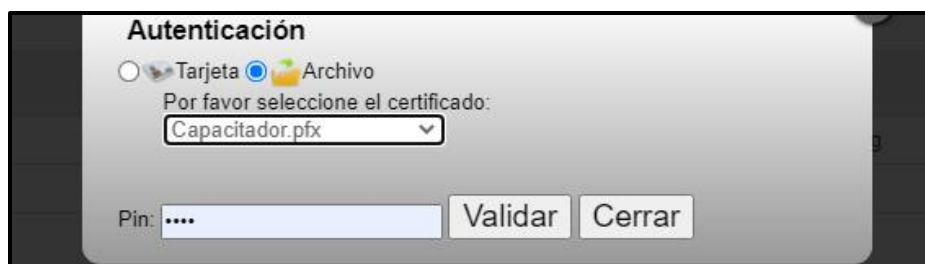 Autenticación
Tarjeta Archivo
Por favor seleccione el certificado:
Capacitador.pfx
Pin: •••• Validar Cerrar